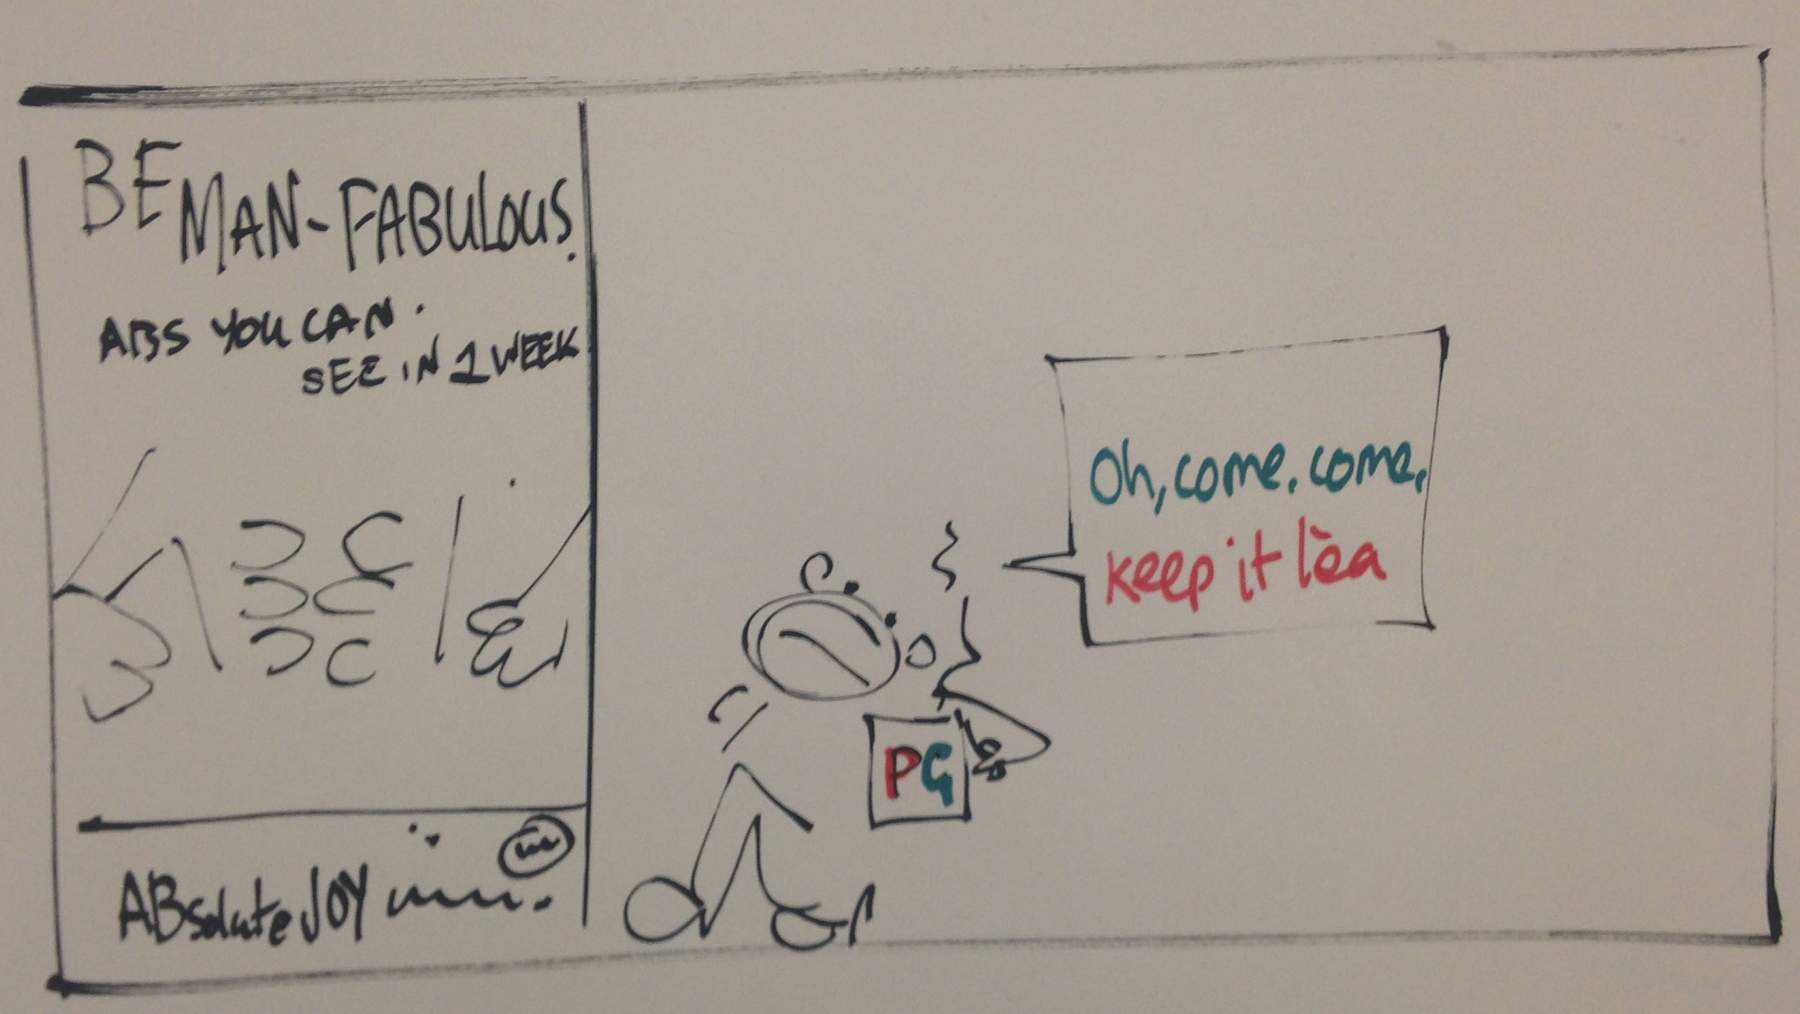 BE MAN-FABULOUS.
ABS YOU CAN.
SEE IN 1 WEEK
ABsolute JOY
Oh, come. come.
keep it lèa
PG